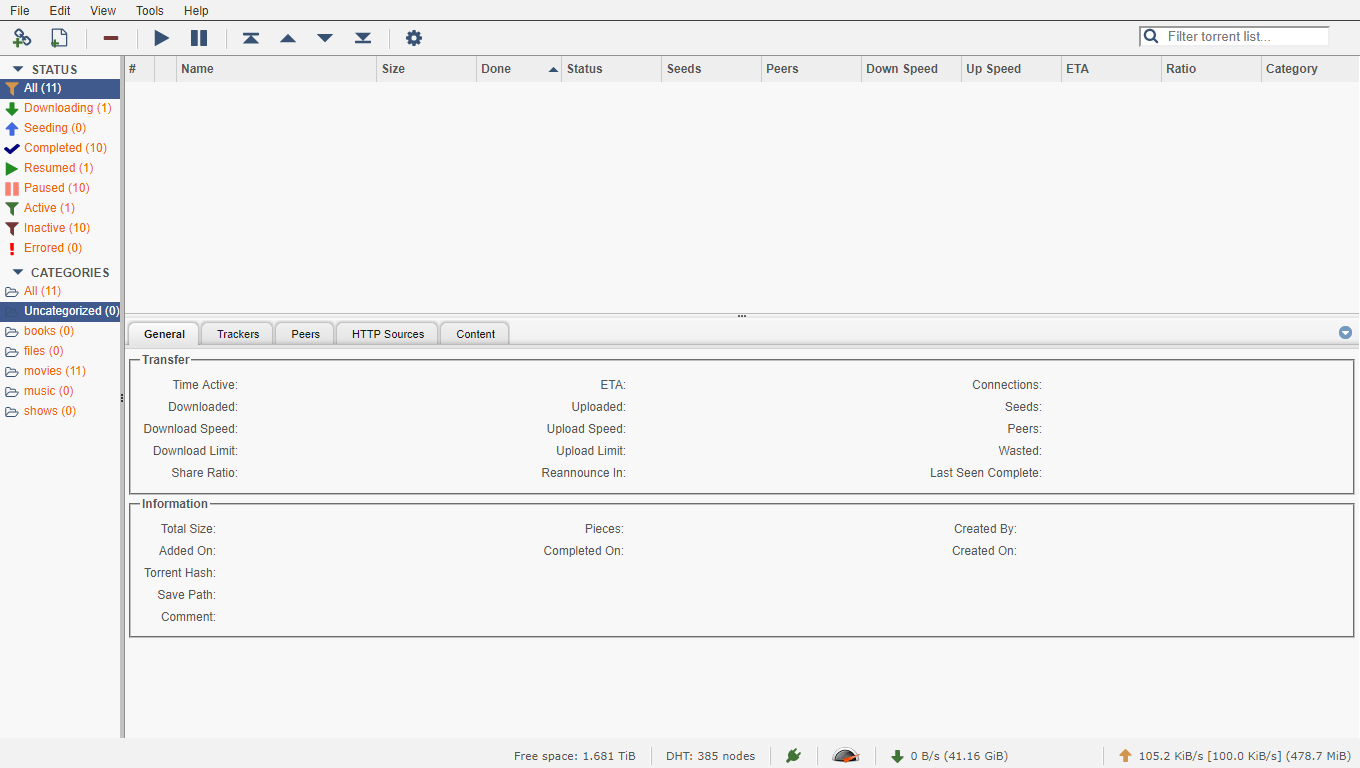 File Edit View Tools Help
Filter torrent list...
STATUS
All (11)
Downloading (1)
Seeding (0)
Completed (10)
Resumed (1)
Paused (10)
Active (1)
Inactive (10)
Errored (0)
CATEGORIES
All (11)
Uncategorized (0)
books (0)
files (0)
movies (11)
music (0)
shows (0)
# Name Size Done Status Seeds Peers Down Speed Up Speed ETA Ratio Category
General Trackers Peers HTTP Sources Content
Transfer
Time Active: ETA: Connections:
Downloaded: Uploaded: Seeds:
Download Speed: Upload Speed: Peers:
Download Limit: Upload Limit: Wasted:
Share Ratio: Reannounce In: Last Seen Complete:
Information
Total Size: Pieces: Created By:
Added On: Completed On: Created On:
Torrent Hash:
Save Path:
Comment:
Free space: 1.681 TiB DHT: 385 nodes 0 B/s (41.16 GiB) 105.2 KiB/s [100.0 KiB/s] (478.7 MiB)